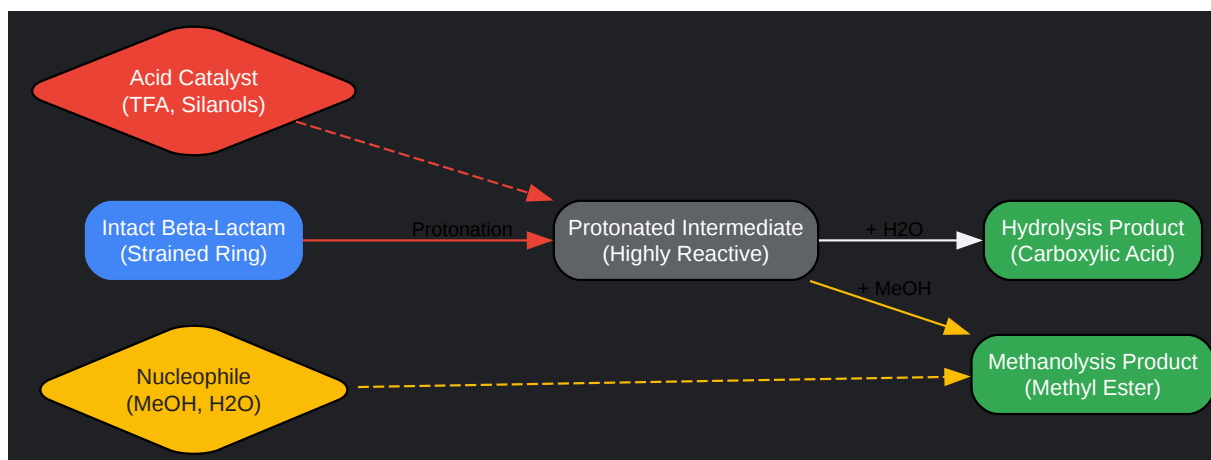 Acid Catalyst
(TFA, Silanols)
Intact Beta-Lactam
(Strained Ring)
Protonation
Protonated Intermediate
(Highly Reactive)
+ H2O
Hydrolysis Product
(Carboxylic Acid)
+ MeOH
Nucleophile
(MeOH, H2O)
Methanolysis Product
(Methyl Ester)